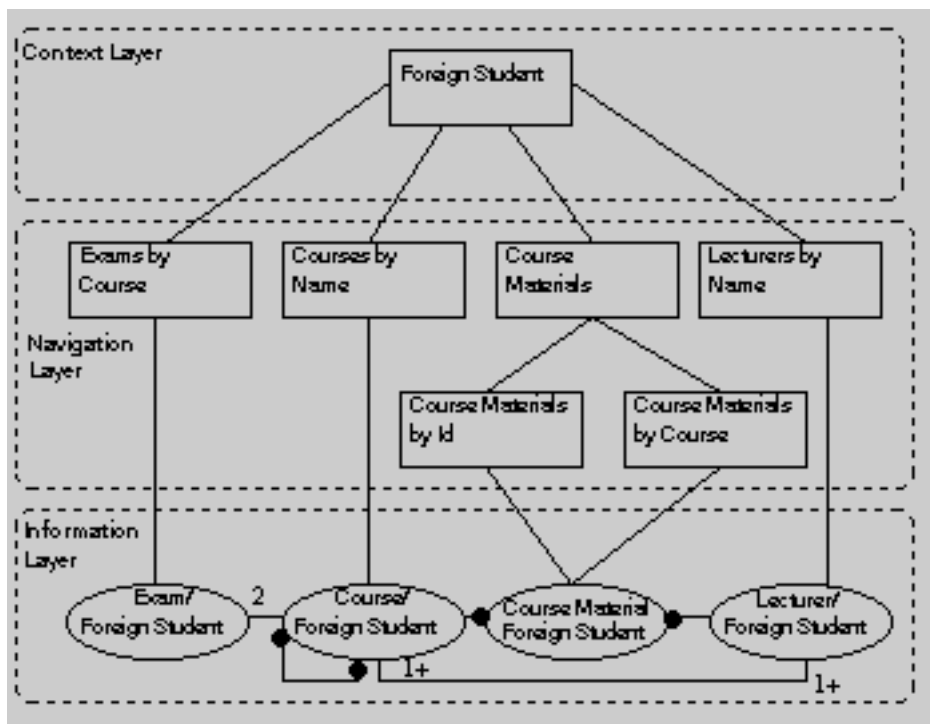 Context Layer
Foreign Student
Exams by
Course
Courses by
Name
Course
Materials
Lecturers by
Name
Navigation
Layer
Course Materials
by Id
Course Materials
by Course
Information
Layer
Exam/
Foreign Student
2
Course/
Foreign Student
Course Material
Foreign Student
Lecturer/
Foreign Student
1+
1+